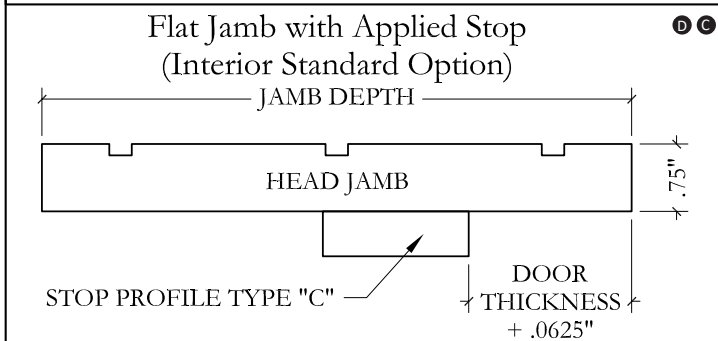 Flat Jamb with Applied Stop
D C
(Interior Standard Option)
JAMB DEPTH
HEAD JAMB
.75"
STOP PROFILE TYPE "C"
DOOR
THICKNESS
+ .0625"